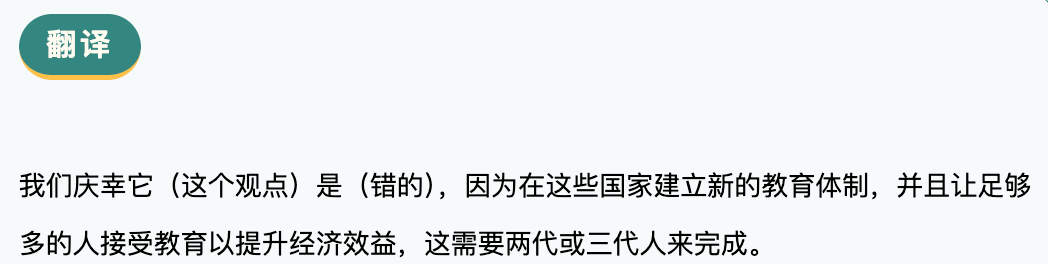 翻译
我们庆幸它（这个观点）是（错的），因为在这些国家建立新的教育体制，并且让足够
多的人接受教育以提升经济效益，这需要两代或三代人来完成。